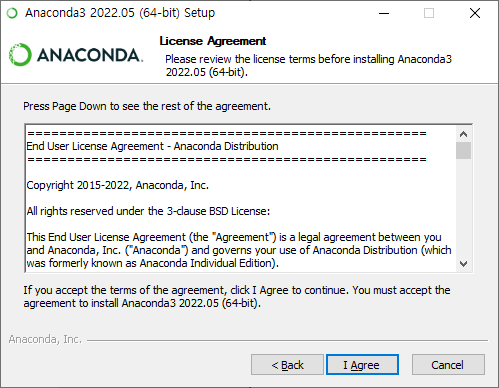 Anaconda3 2022.05 (64-bit) Setup
ANACONDA.
License Agreement
Please review the license terms before installing Anaconda3
2022.05 (64-bit).
Press Page Down to see the rest of the agreement.
====================================================
End User License Agreement - Anaconda Distribution
====================================================
Copyright 2015-2022, Anaconda, Inc.
All rights reserved under the 3-clause BSD License:
This End User License Agreement (the "Agreement") is a legal agreement between you
and Anaconda, Inc. ("Anaconda") and governs your use of Anaconda Distribution (which
was formerly known as Anaconda Individual Edition).
If you accept the terms of the agreement, click I Agree to continue. You must accept the
agreement to install Anaconda3 2022.05 (64-bit).
Anaconda, Inc.
< Back
I Agree
Cancel